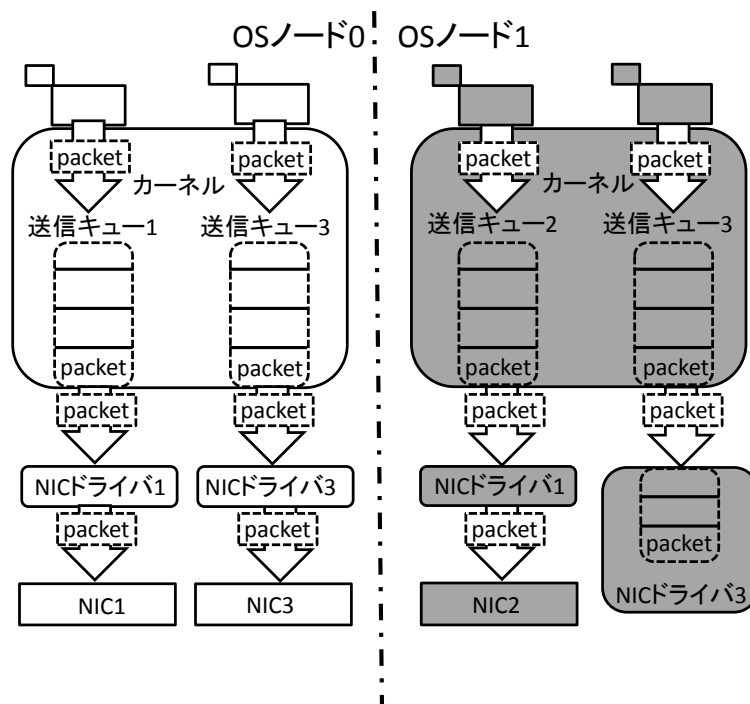 OSノード0 OSノード1
packet packet packet packet
カーネル カーネル
送信キュー1 送信キュー3 送信キュー2 送信キュー3
packet packet packet packet
packet packet packet packet
NICドライバ1 NICドライバ3 NICドライバ1
packet packet packet packet
NIC1 NIC3 NIC2 NICドライバ3